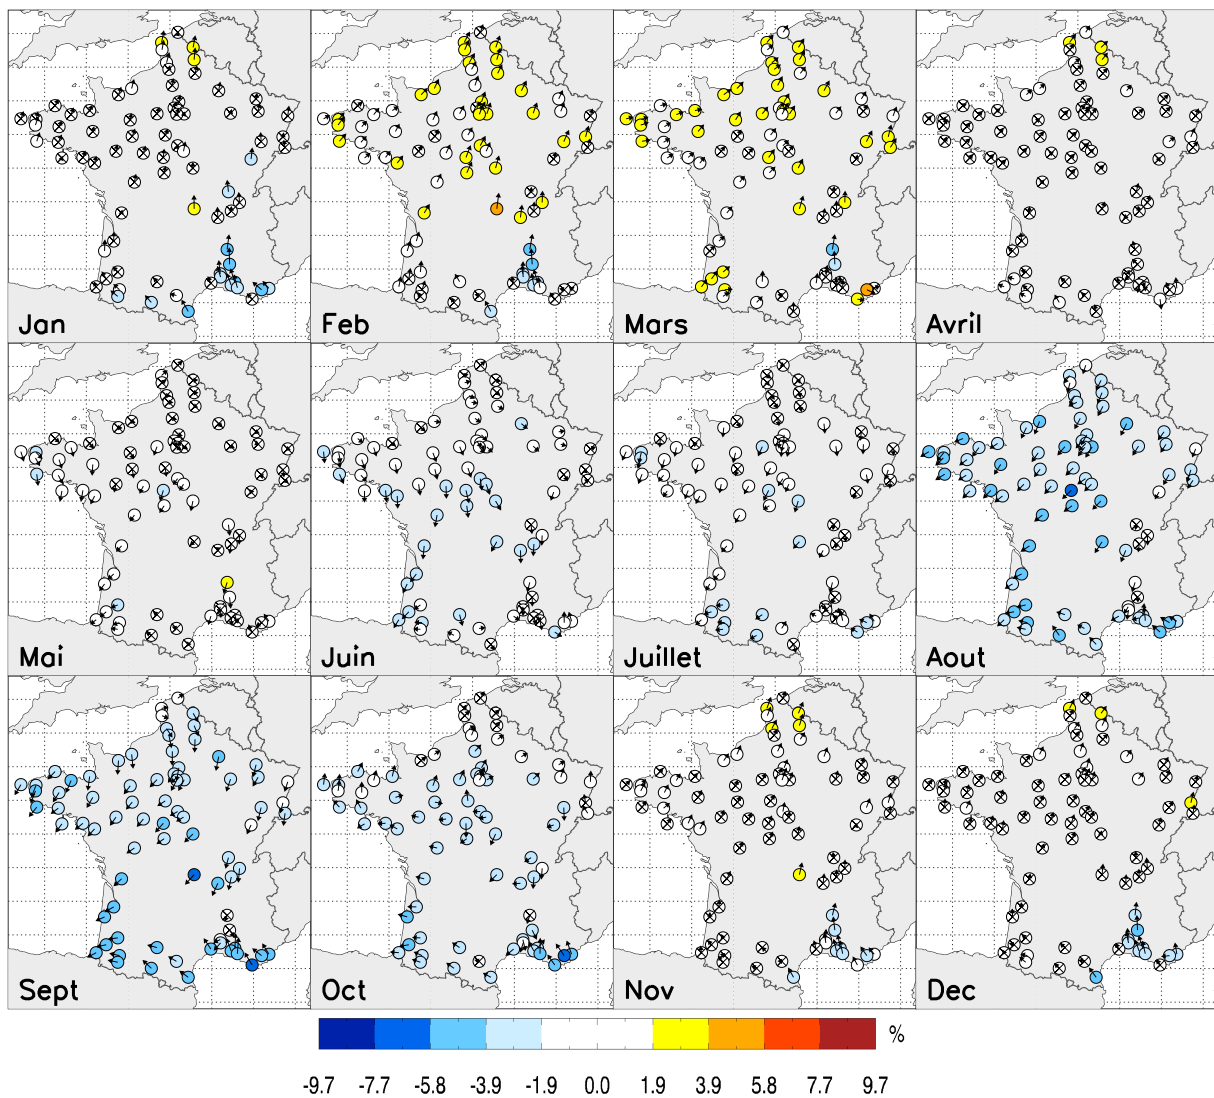 Jan Feb Mars Avril
Mai Juin Juillet Aout
Sept Oct Nov Dec
%
-9.7 -7.7 -5.8 -3.9 -1.9 0.0 1.9 3.9 5.8 7.7 9.7